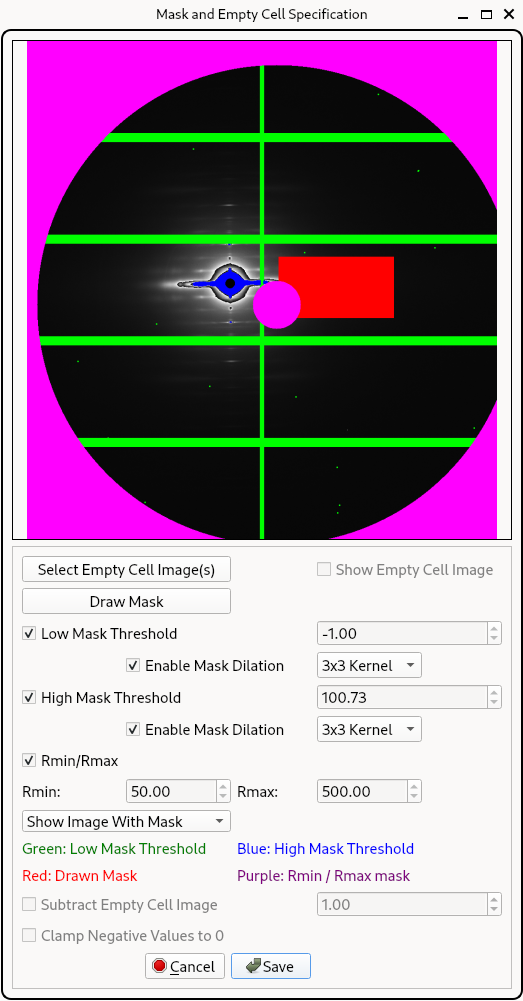 Mask and Empty Cell Specification
Select Empty Cell Image(s)
Show Empty Cell Image
Draw Mask
Low Mask Threshold
-1.00
Enable Mask Dilation
3x3 Kernel
High Mask Threshold
100.73
Enable Mask Dilation
3x3 Kernel
Rmin/Rmax
Rmin:
50.00
Rmax:
500.00
Show Image With Mask
Green: Low Mask Threshold
Blue: High Mask Threshold
Red: Drawn Mask
Purple: Rmin / Rmax mask
Subtract Empty Cell Image
1.00
Clamp Negative Values to 0
Cancel
Save